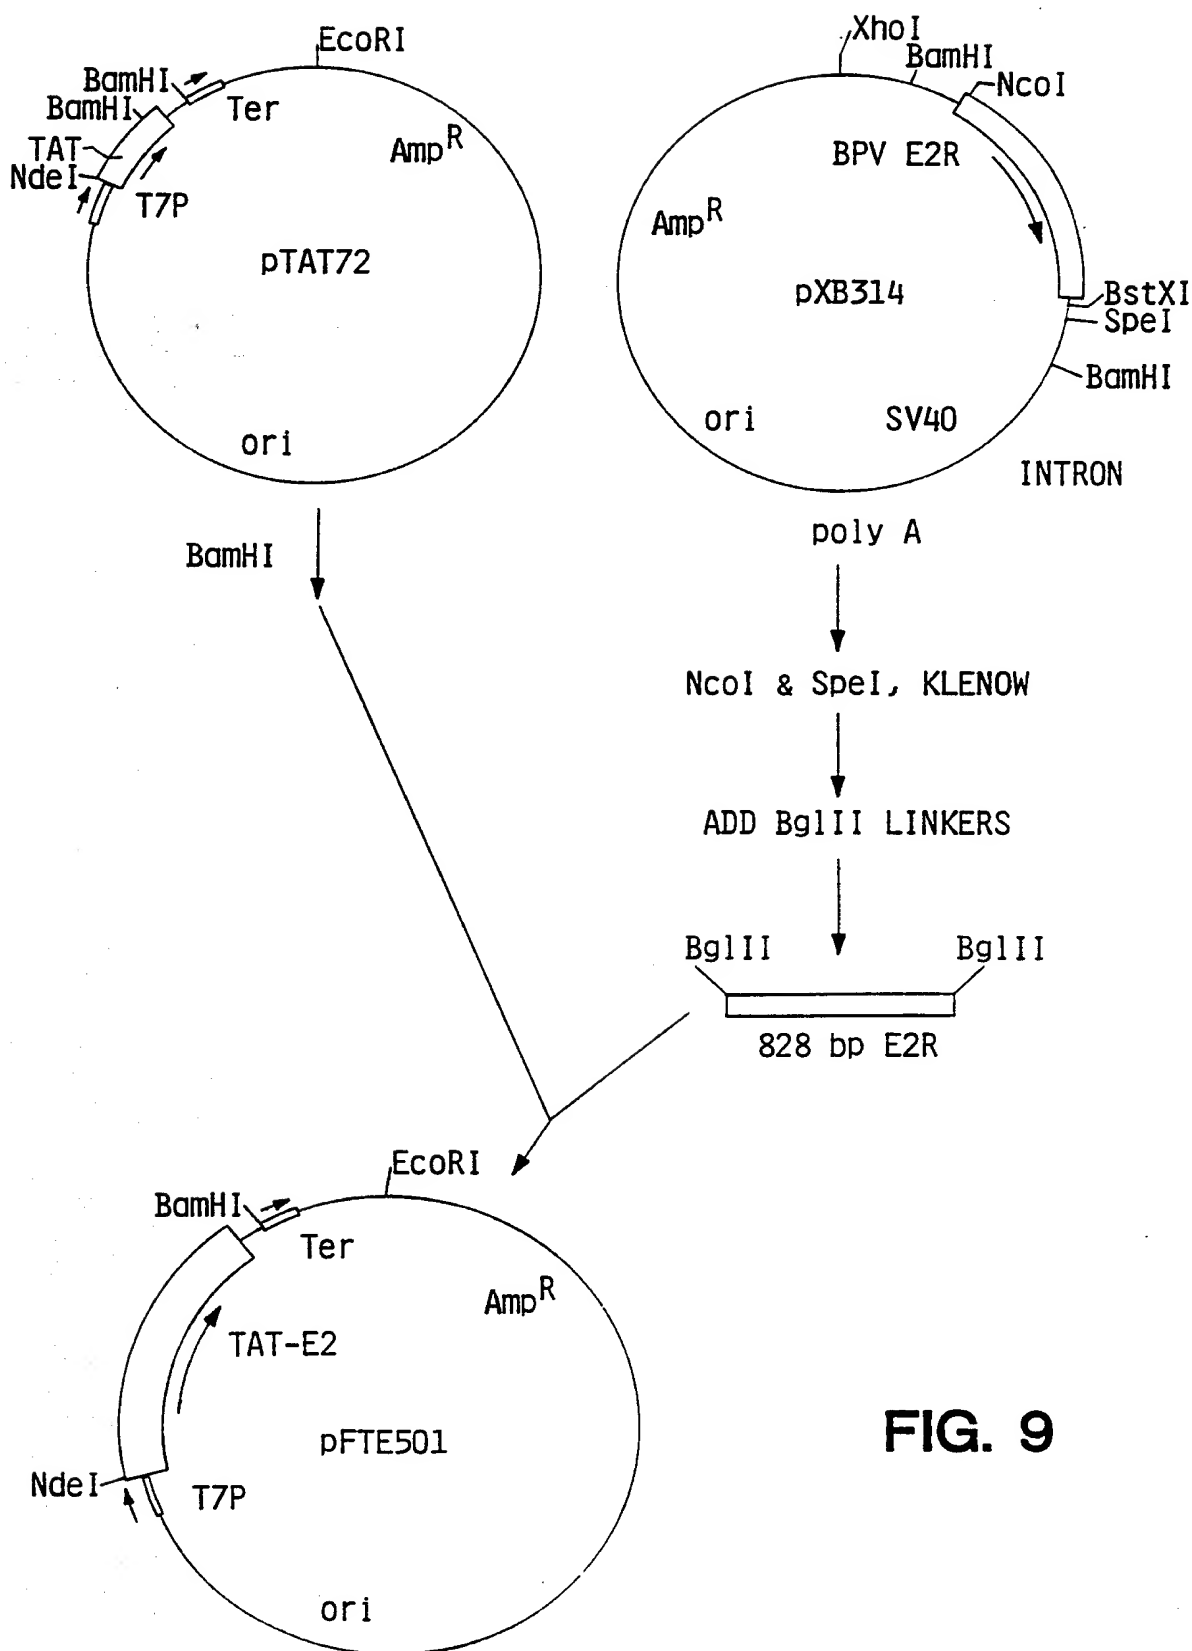 EcoRI
BamHI
BamHI
Ter
TAT
NdeI
T7P
AmpR
pTAT72
ori
XhoI
BamHI
NcoI
BPV E2R
AmpR
pXB314
BstXI
SpeI
BamHI
ori
SV40
INTRON
poly A
BamHI
NcoI & SpeI, KLENOW
ADD BglII LINKERS
BglII
BglII
828 bp E2R
EcoRI
BamHI
Ter
AmpR
TAT-E2
pFTE501
NdeI
T7P
ori
FIG. 9